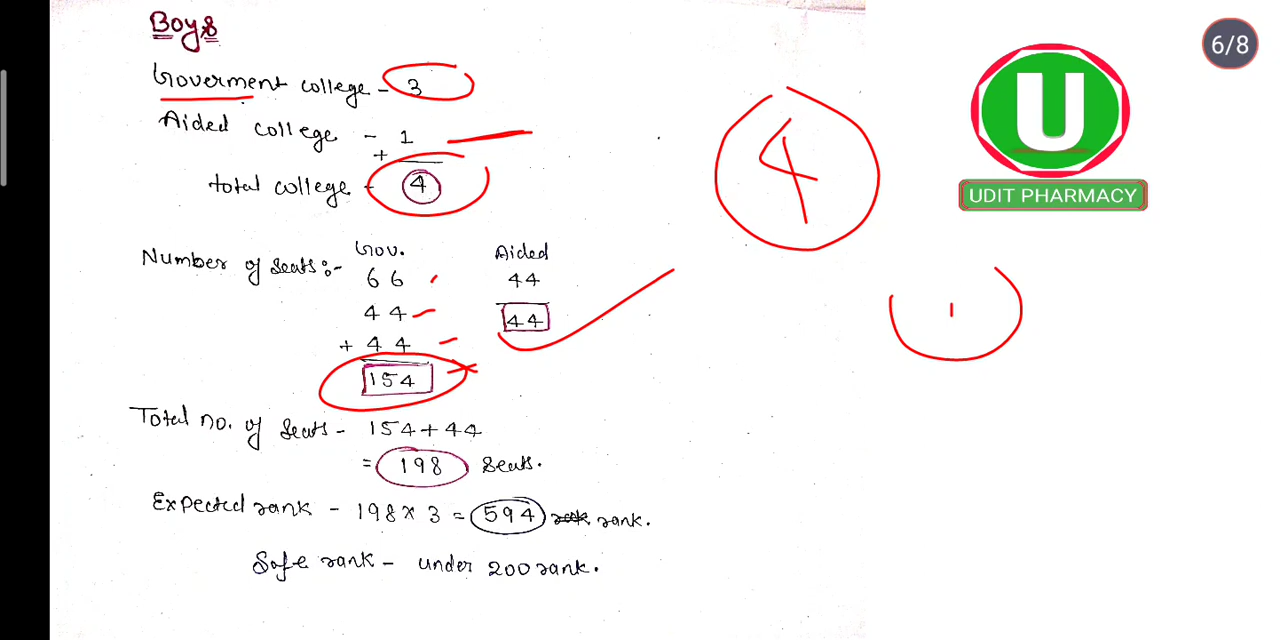 Boys
Goverment college - 3
Aided college - 1
+
total college - 4
Number of seats :- Gov. Aided
66 44
44 44
+ 44
154
Total no. of seats - 154 + 44
= 198 seats.
Expected rank - 198 × 3 = 594 rank.
Safe rank - under 200 rank.
4
1
6/8
U
UDIT PHARMACY